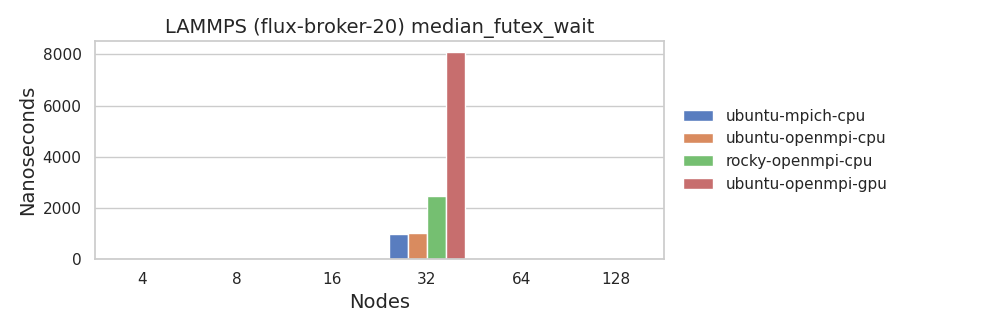 LAMMPS (flux-broker-20) median_futex_wait
Nanoseconds
8000
6000
4000
2000
0
4 8 16 32 64 128
Nodes
ubuntu-mpich-cpu
ubuntu-openmpi-cpu
rocky-openmpi-cpu
ubuntu-openmpi-gpu